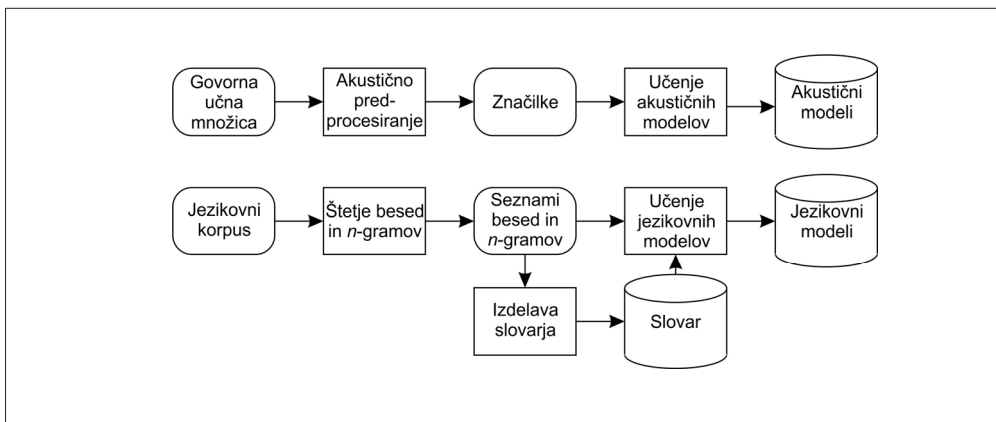 Govorna
učna
množica
Akustično
pred-
procesiranje
Značilke
Učenje
akustičnih
modelov
Akustični
modeli
Jezikovni
korpus
Štetje besed
in n-gramov
Seznami
besed in
n-gramov
Učenje
jezikovnih
modelov
Jezikovni
modeli
Izdelava
slovarja
Slovar